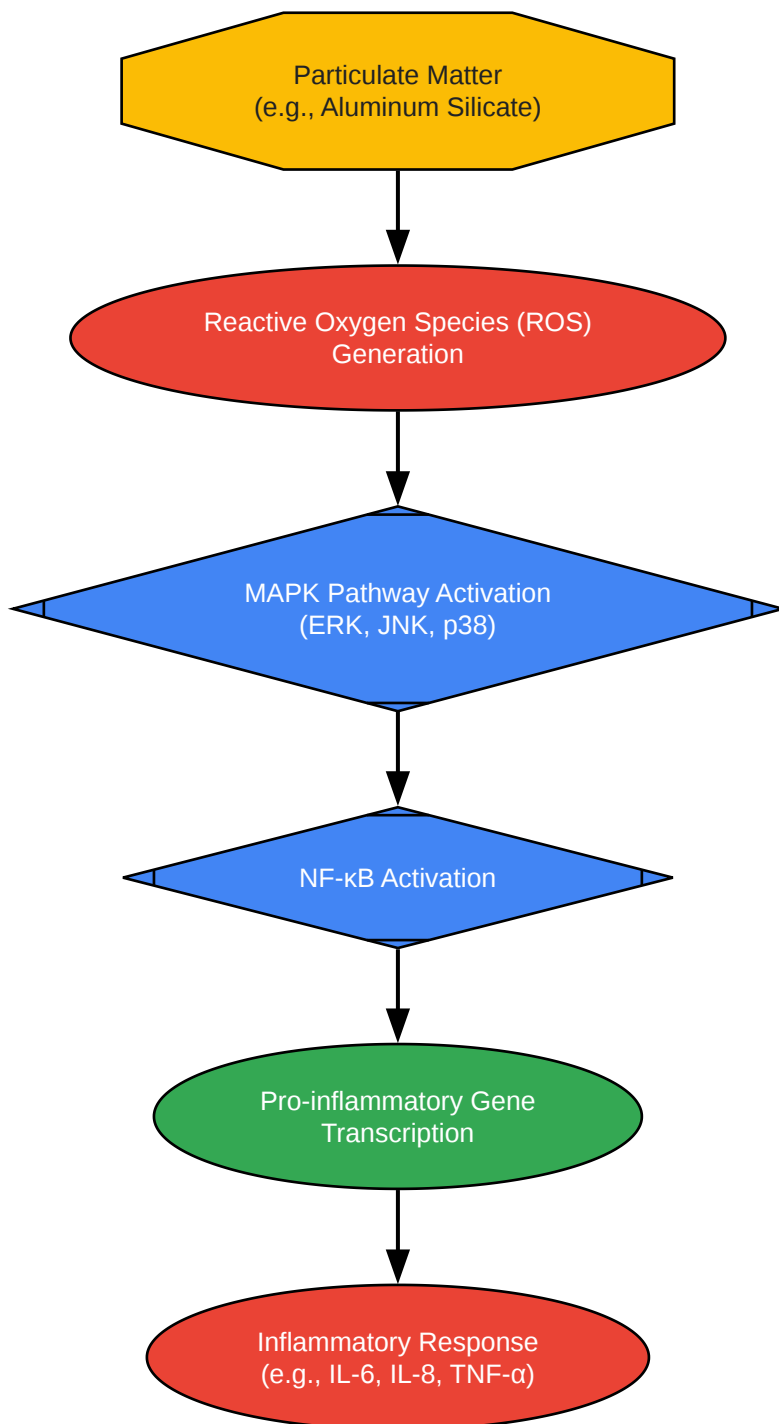 Particulate Matter
(e.g., Aluminum Silicate)
Reactive Oxygen Species (ROS)
Generation
MAPK Pathway Activation
(ERK, JNK, p38)
NF-κB Activation
Pro-inflammatory Gene
Transcription
Inflammatory Response
(e.g., IL-6, IL-8, TNF-α)